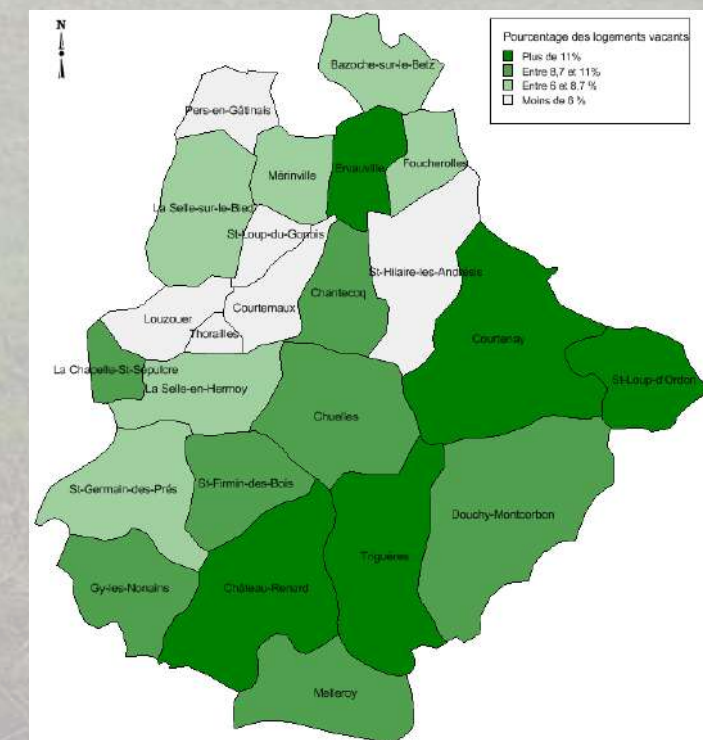 N
Pourcentage des logements vacants
Plus de 11%
Entre 8,7 et 11%
Entre 6 et 8,7 %
Moins de 6 %
Bazoche-sur-le-Betz
Pers-en-Gâtinais
Ervauville
Foucherolles
Mérinville
La Selle-sur-le-Bied
St-Loup-du-Gonois
St-Hilaire-les-Andrésis
Chantecoq
Courtemaux
Louzouer
Thorailles
Courtenay
La Chapelle-St-Sépulcre
St-Loup-d'Ordon
La Selle-en-Hermoy
Chuelles
St-Germain-des-Prés
St-Firmin-des-Bois
Douchy-Montcorbon
Triguères
Gy-les-Nonains
Château-Renard
Melleroy